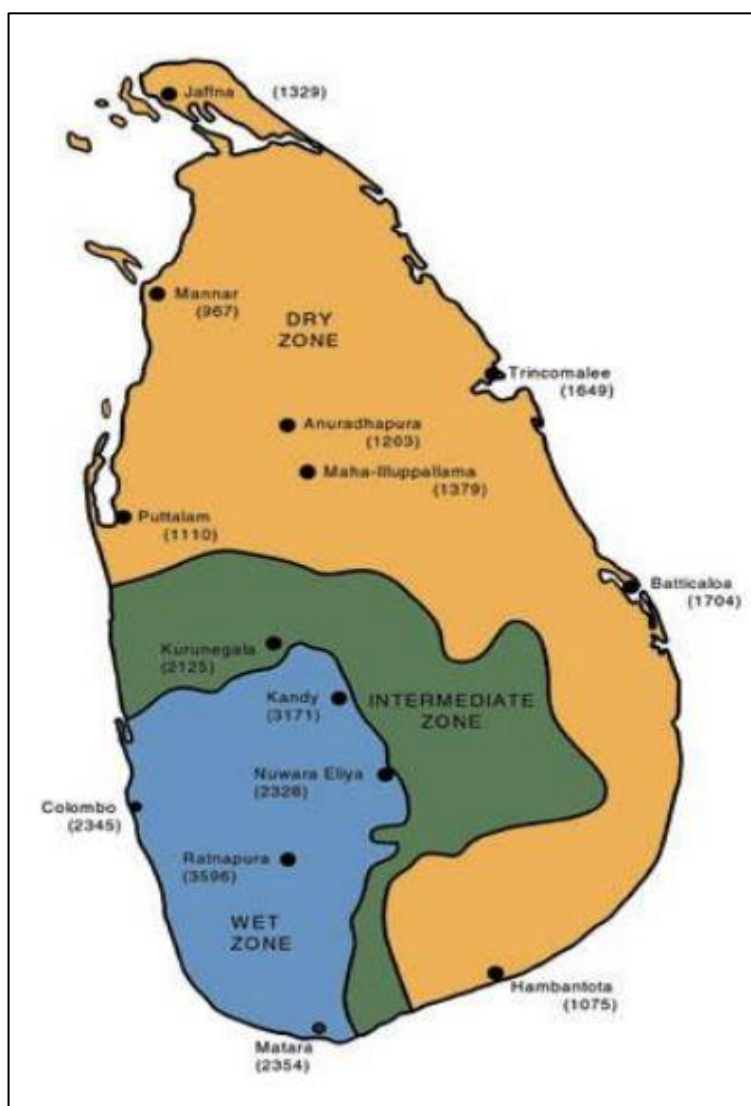 Jaffna (1329)
Mannar
(967)
DRY
ZONE
Trincomalee
(1649)
Anuradhapura
(1203)
Maha-Illuppallama
(1379)
Puttalam
(1110)
Batticaloa
(1704)
Kurunegala
(2125)
Kandy
(3171)
INTERMEDIATE
ZONE
Nuwara Eliya
(2326)
Colombo
(2345)
Ratnapura
(3596)
WET
ZONE
Hambantota
(1075)
Matara
(2354)